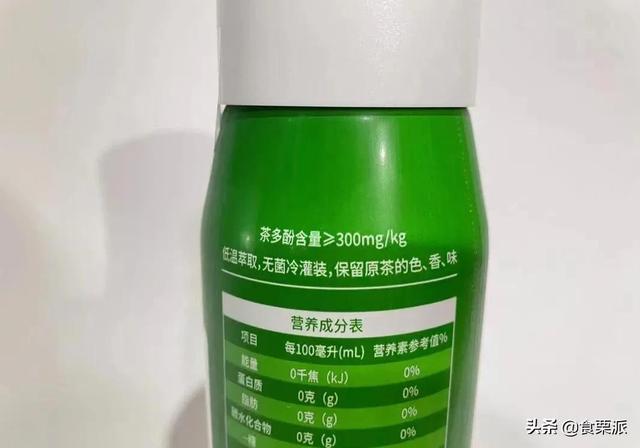 茶多酚含量≥300mg/kg
低温萃取,无菌冷灌装,保留原茶的色、香、味
营养成分表
项目 每100毫升(mL) 营养素参考值%
能量 0千焦(kJ) 0%
蛋白质 0克(g) 0%
脂肪 0克(g) 0%
碳水化合物 0克(g) 0%
—糖
头条 @食栗派